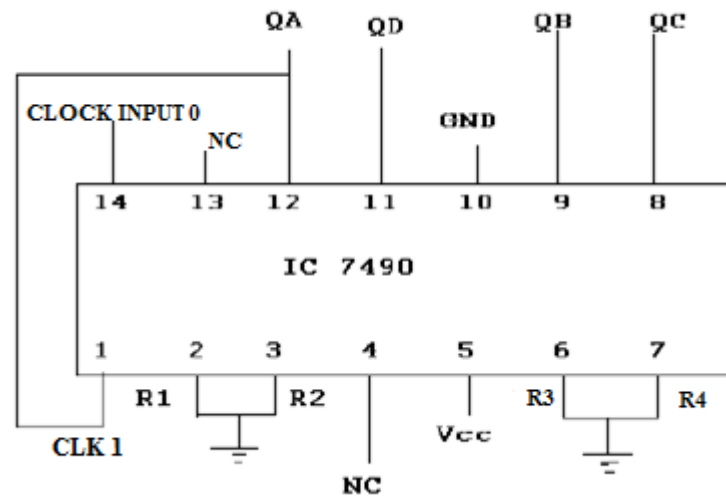 QA QD QB QC
CLOCK INPUT 0
NC
GND
14 13 12 11 10 9 8
IC 7490
1 2 3 4 5 6 7
R1 R2 R3 R4
Vcc
CLK 1
NC